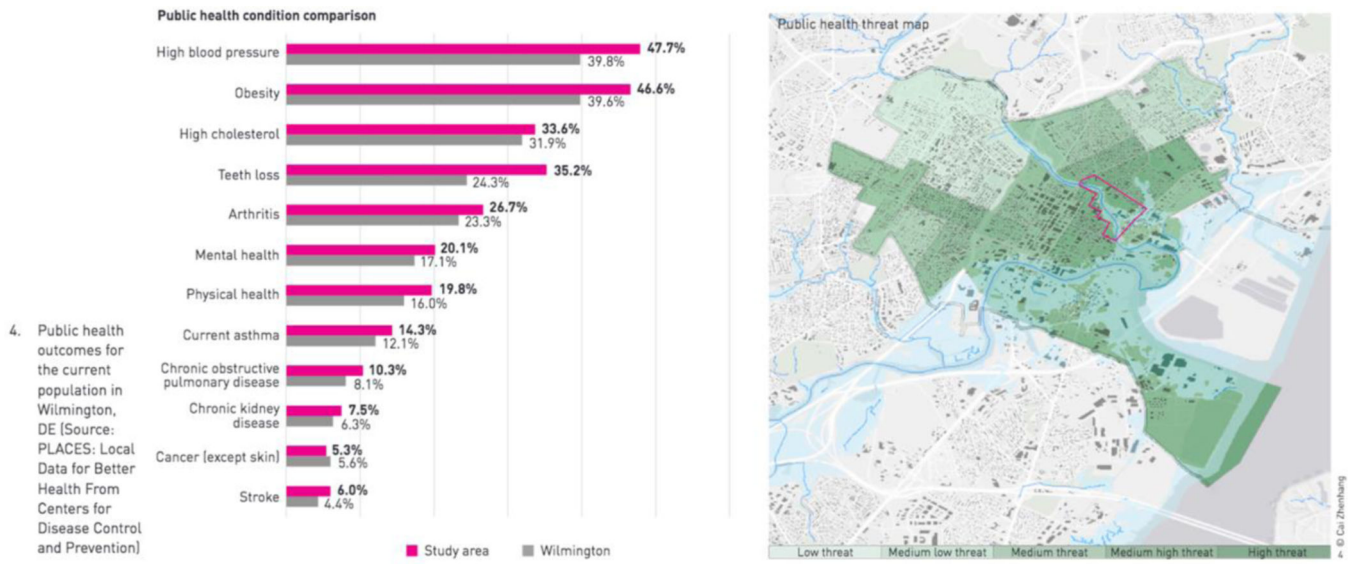 Public health condition comparison
High blood pressure
47.7%
39.8%
Obesity
46.6%
39.6%
High cholesterol
33.6%
31.9%
Teeth loss
35.2%
24.3%
Arthritis
26.7%
23.3%
Mental health
20.1%
17.1%
Physical health
19.8%
16.0%
Current asthma
14.3%
12.1%
Chronic obstructive
pulmonary disease
10.3%
8.1%
Chronic kidney
disease
7.5%
6.3%
Cancer (except skin)
5.3%
5.6%
Stroke
6.0%
4.4%
Study area
Wilmington
4. Public health
outcomes for
the current
population in
Wilmington,
DE (Source:
PLACES: Local
Data for Better
Health From
Centers for
Disease Control
and Prevention)
Public health threat map
Low threat
Medium low threat
Medium threat
Medium high threat
High threat
4 © Cai Zhenhang